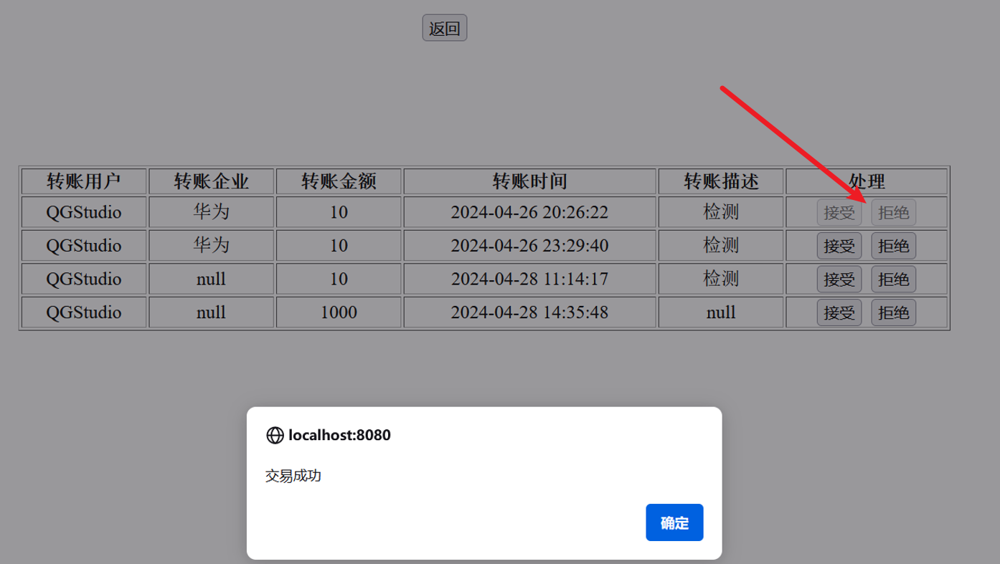 返回
转账用户 转账企业 转账金额 转账时间 转账描述 处理
QGStudio 华为 10 2024-04-26 20:26:22 检测 接受 拒绝
QGStudio 华为 10 2024-04-26 23:29:40 检测 接受 拒绝
QGStudio null 10 2024-04-28 11:14:17 检测 接受 拒绝
QGStudio null 1000 2024-04-28 14:35:48 null 接受 拒绝
localhost:8080
交易成功
确定